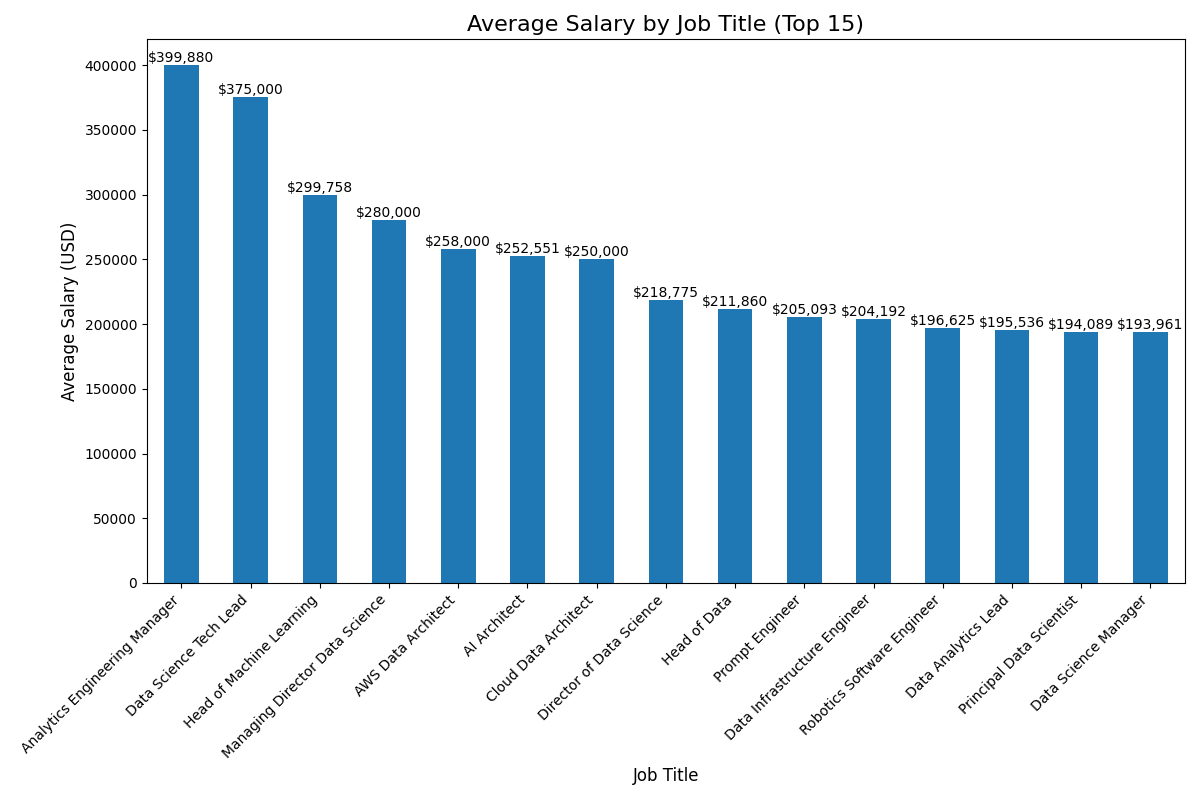 Average Salary by Job Title (Top 15)
Average Salary (USD)
400000
350000
300000
250000
200000
150000
100000
50000
0
$399,880
$375,000
$299,758
$280,000
$258,000
$252,551
$250,000
$218,775
$211,860
$205,093
$204,192
$196,625
$195,536
$194,089
$193,961
Analytics Engineering Manager
Data Science Tech Lead
Head of Machine Learning
Managing Director Data Science
AWS Data Architect
AI Architect
Cloud Data Architect
Director of Data Science
Head of Data
Prompt Engineer
Data Infrastructure Engineer
Robotics Software Engineer
Data Analytics Lead
Principal Data Scientist
Data Science Manager
Job Title